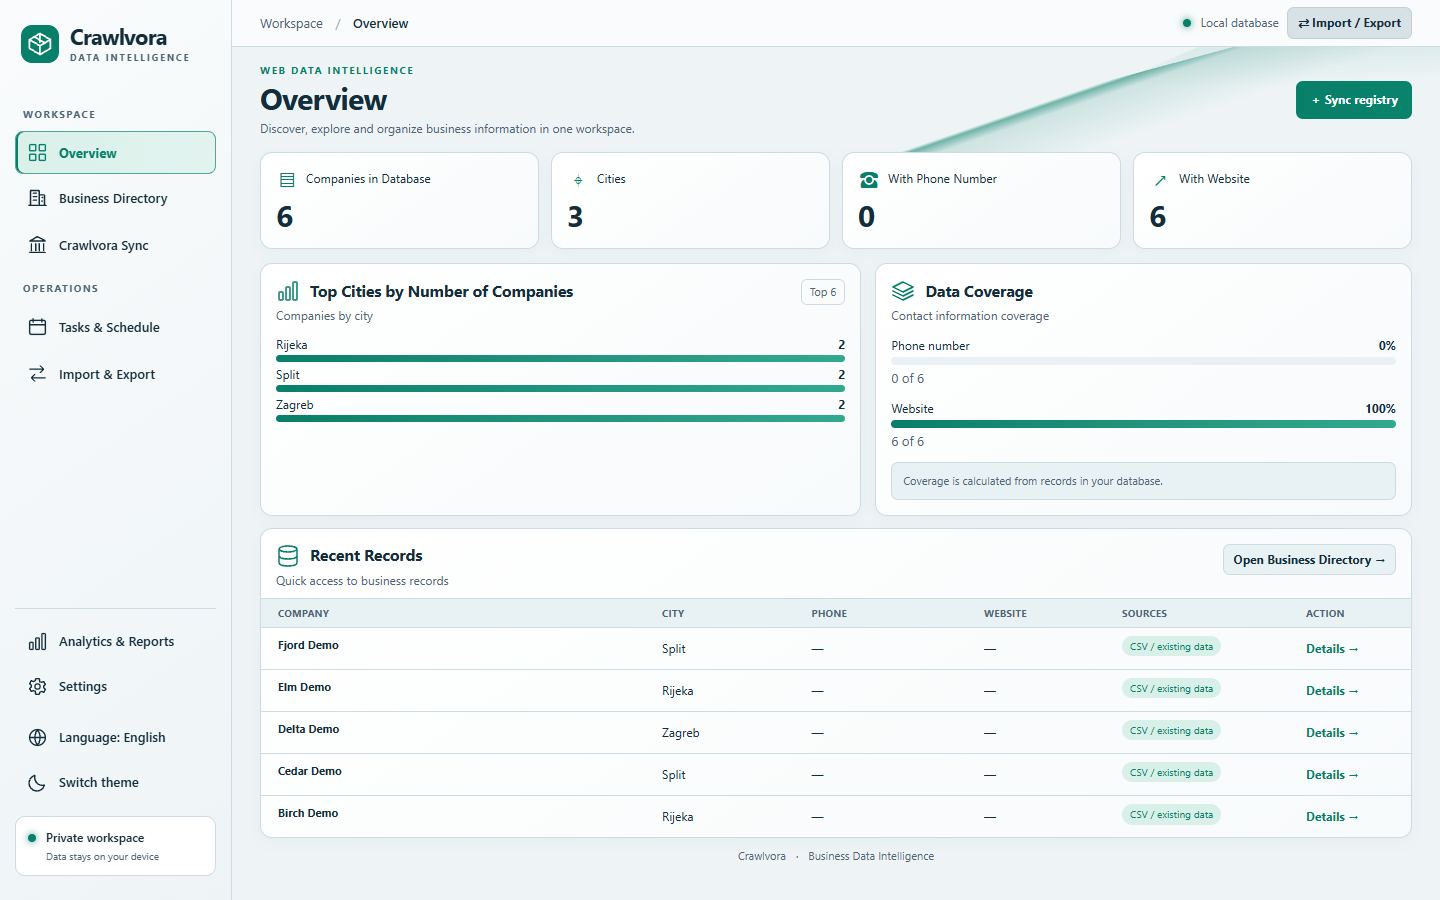 Crawlvora
DATA INTELLIGENCE
WORKSPACE
Overview
Business Directory
Crawlvora Sync
OPERATIONS
Tasks & Schedule
Import & Export
Analytics & Reports
Settings
Language: English
Switch theme
Private workspace
Data stays on your device
Workspace / Overview
Local database
⇄ Import / Export
WEB DATA INTELLIGENCE
Overview
Discover, explore and organize business information in one workspace.
+ Sync registry
Companies in Database
6
Cities
3
With Phone Number
0
With Website
6
Top Cities by Number of Companies
Top 6
Companies by city
Rijeka 2
Split 2
Zagreb 2
Data Coverage
Contact information coverage
Phone number 0%
0 of 6
Website 100%
6 of 6
Coverage is calculated from records in your database.
Recent Records
Quick access to business records
Open Business Directory →
COMPANY CITY PHONE WEBSITE SOURCES ACTION
Fjord Demo Split — — CSV / existing data Details →
Elm Demo Rijeka — — CSV / existing data Details →
Delta Demo Zagreb — — CSV / existing data Details →
Cedar Demo Split — — CSV / existing data Details →
Birch Demo Rijeka — — CSV / existing data Details →
Crawlvora · Business Data Intelligence